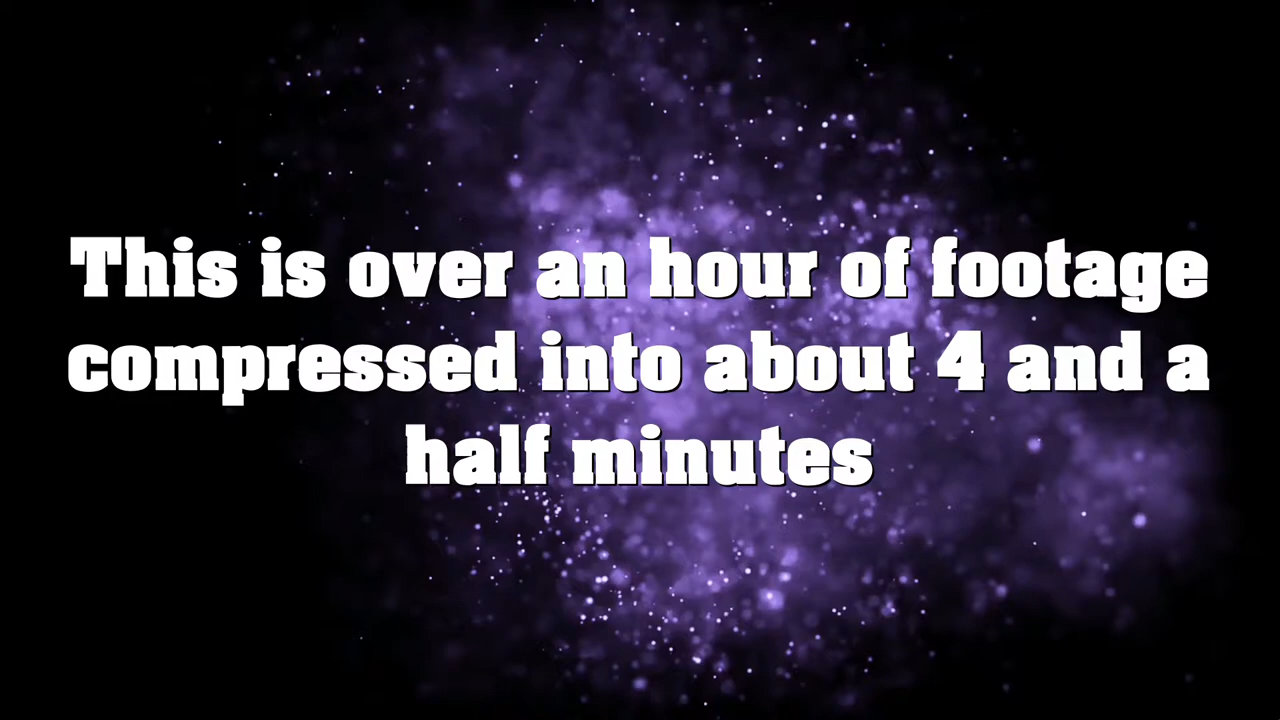 This is over an hour of footage
compressed into about 4 and a
half minutes